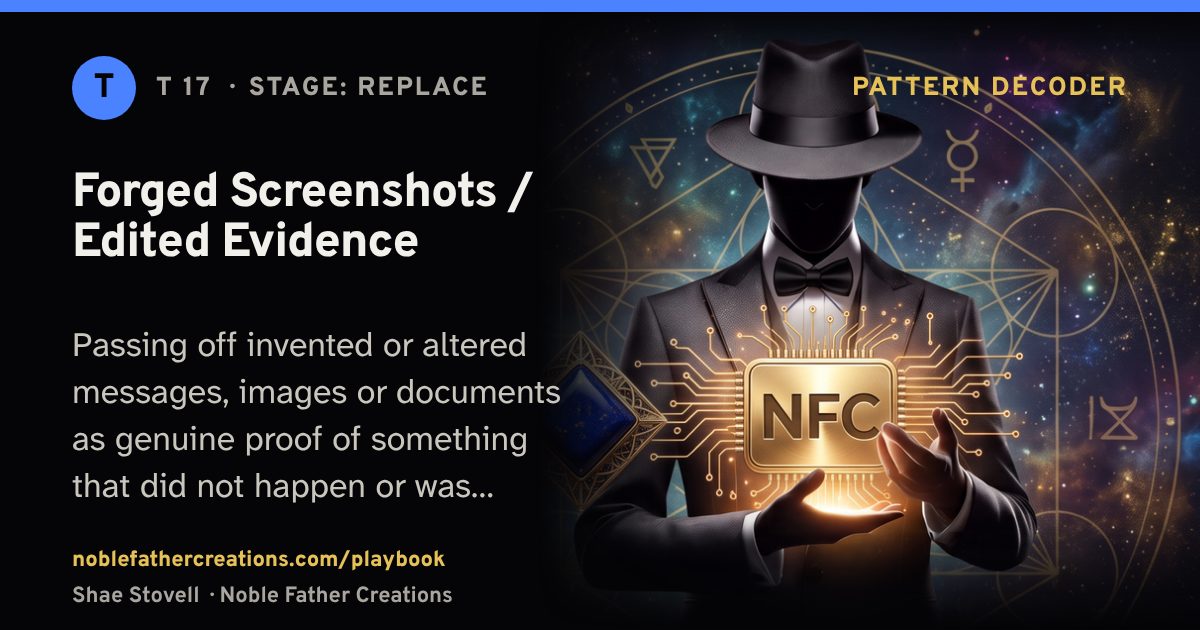 T
T 17 · STAGE: REPLACE
PATTERN DECODER
Forged Screenshots /
Edited Evidence
Passing off invented or altered
messages, images or documents
as genuine proof of something
that did not happen or was...
noblefathercreations.com/playbook
Shae Stovell · Noble Father Creations
NFC